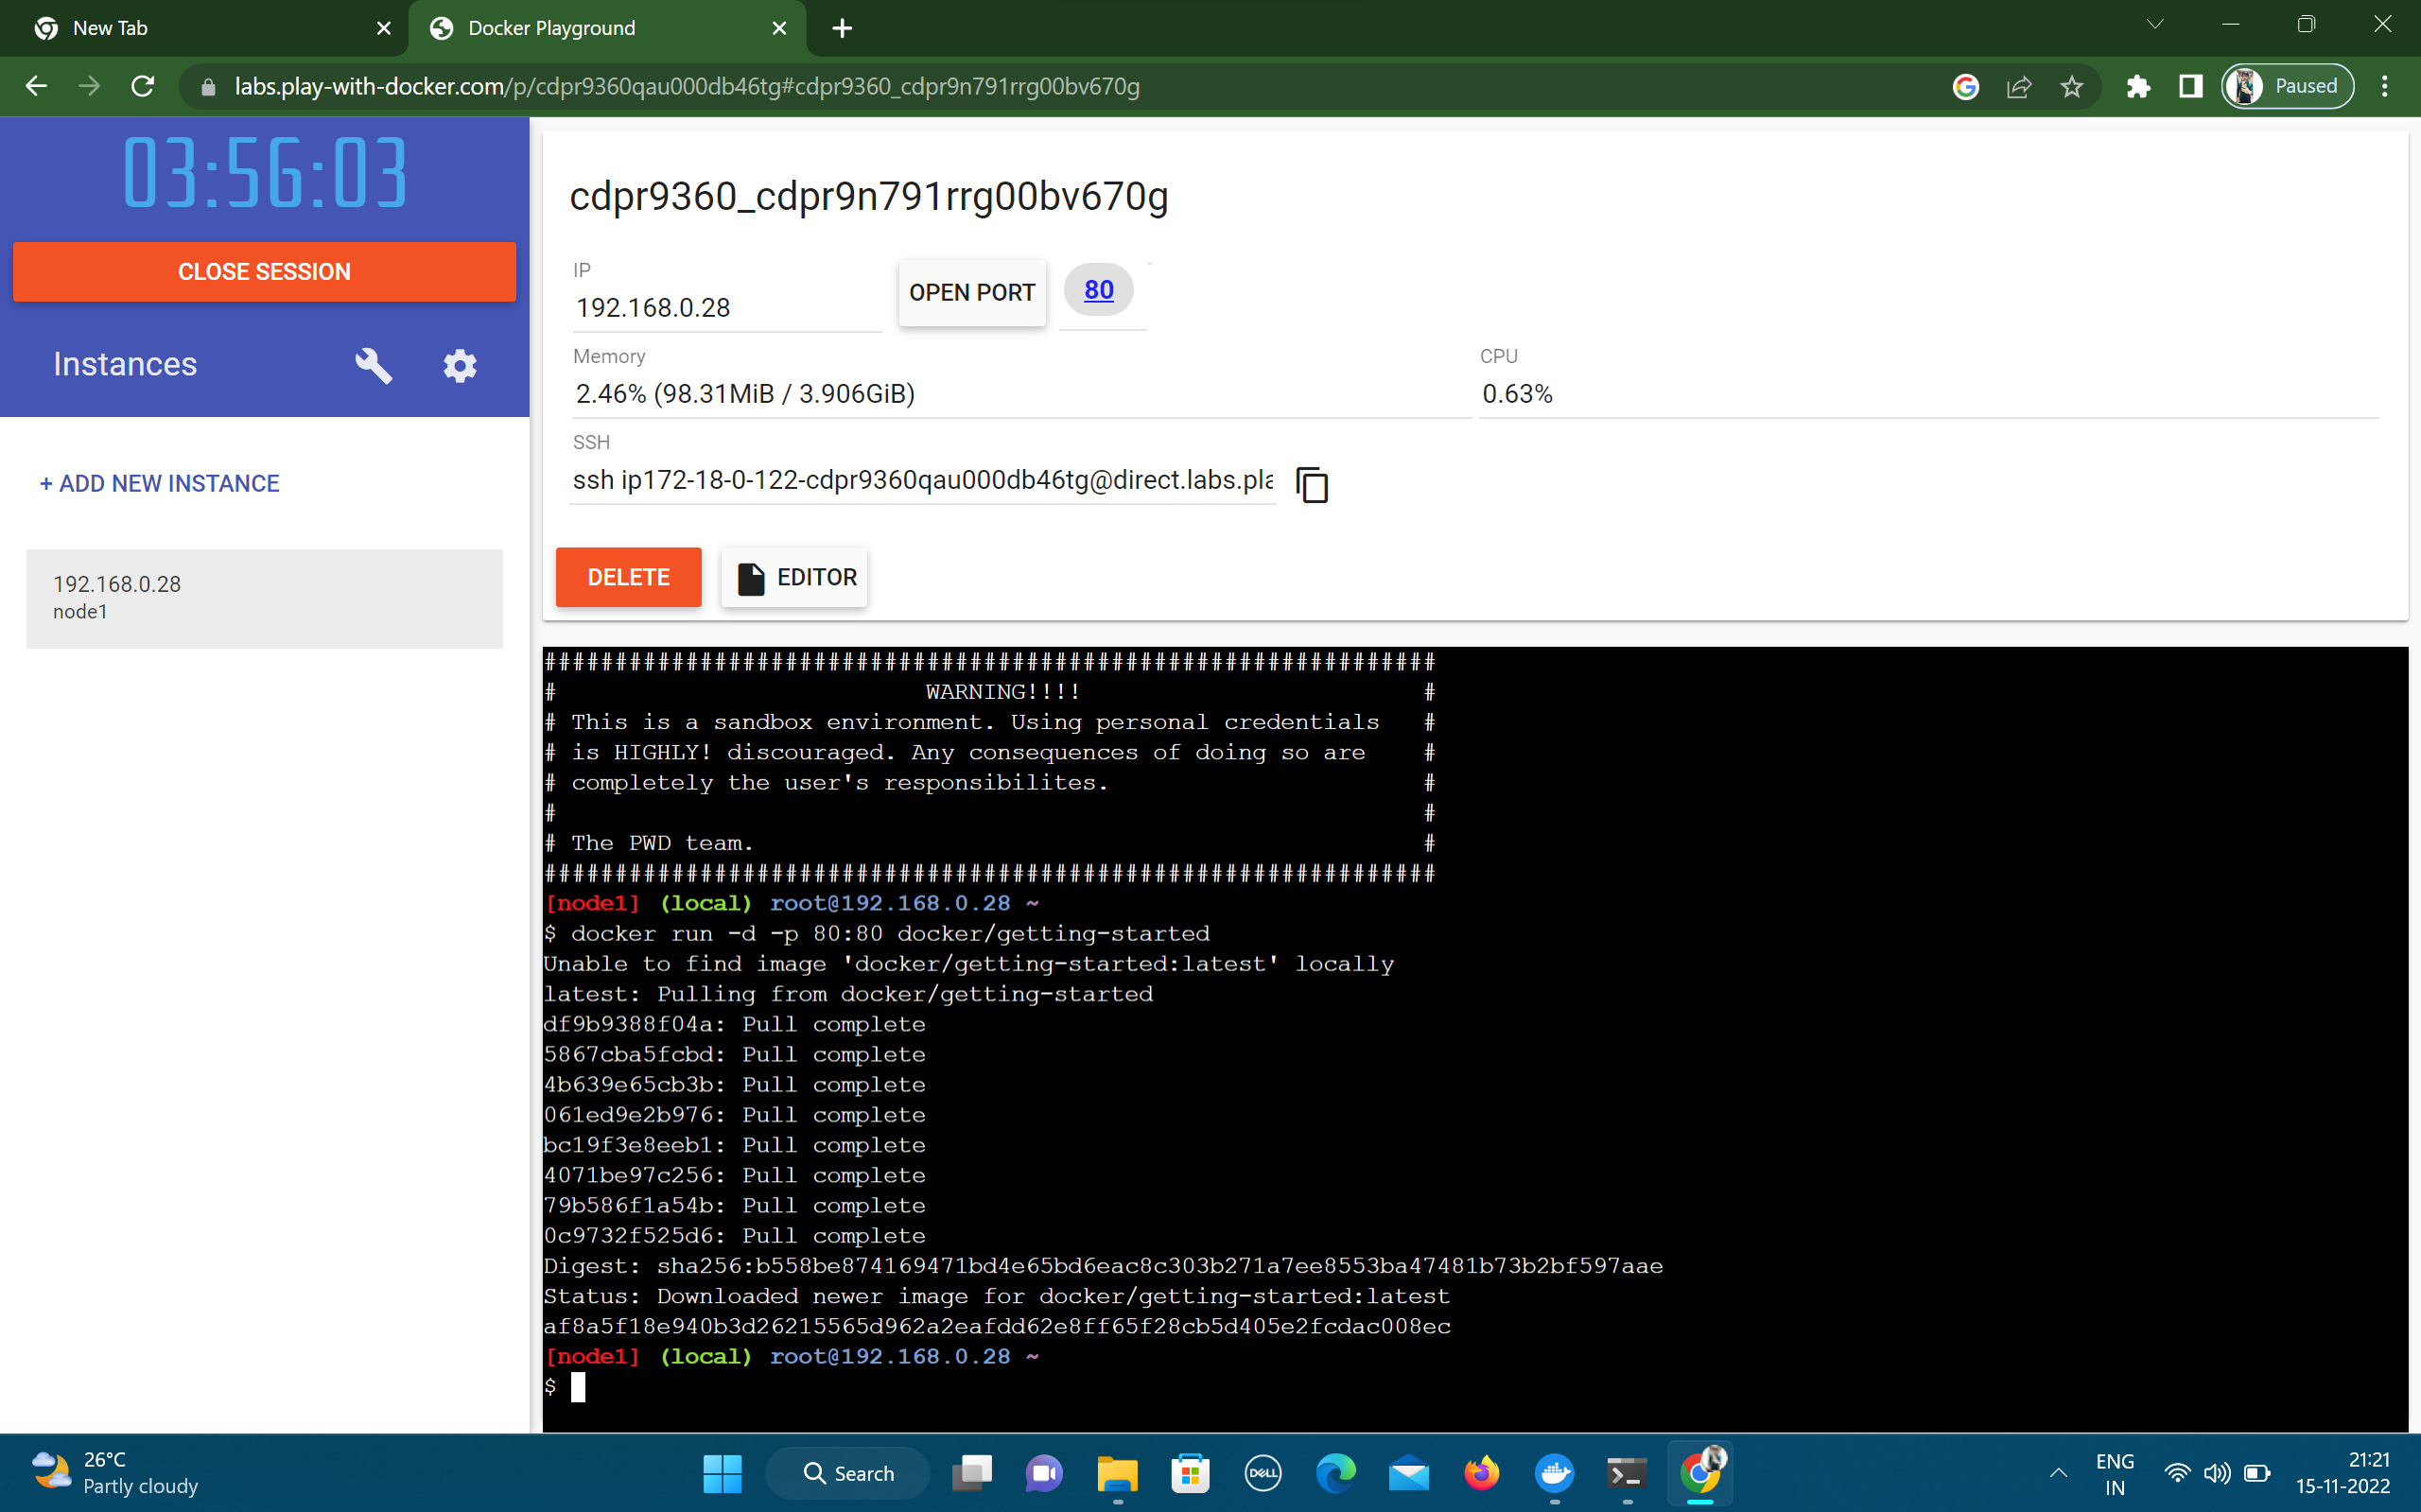 New Tab
Docker Playground
labs.play-with-docker.com/p/cdpr9360qau000db46tg#cdpr9360_cdpr9n791rrg00bv670g
Paused
03:56:03
CLOSE SESSION
Instances
+ ADD NEW INSTANCE
192.168.0.28
node1
cdpr9360_cdpr9n791rrg00bv670g
IP
192.168.0.28
OPEN PORT
80
Memory
2.46% (98.31MiB / 3.906GiB)
CPU
0.63%
SSH
ssh ip172-18-0-122-cdpr9360qau000db46tg@direct.labs.pla
DELETE
EDITOR
###############################################################
# WARNING!!!! #
# This is a sandbox environment. Using personal credentials #
# is HIGHLY! discouraged. Any consequences of doing so are #
# completely the user's responsibilites. #
# #
# The PWD team. #
###############################################################
[node1] (local) root@192.168.0.28 ~
$ docker run -d -p 80:80 docker/getting-started
Unable to find image 'docker/getting-started:latest' locally
latest: Pulling from docker/getting-started
df9b9388f04a: Pull complete
5867cba5fcbd: Pull complete
4b639e65cb3b: Pull complete
061ed9e2b976: Pull complete
bc19f3e8eeb1: Pull complete
4071be97c256: Pull complete
79b586f1a54b: Pull complete
0c9732f525d6: Pull complete
Digest: sha256:b558be874169471bd4e65bd6eac8c303b271a7ee8553ba47481b73b2bf597aae
Status: Downloaded newer image for docker/getting-started:latest
af8a5f18e940b3d26215565d962a2eafdd62e8ff65f28cb5d405e2fcdac008ec
[node1] (local) root@192.168.0.28 ~
$
26°C
Partly cloudy
Search
DELL
ENG
IN
21:21
15-11-2022